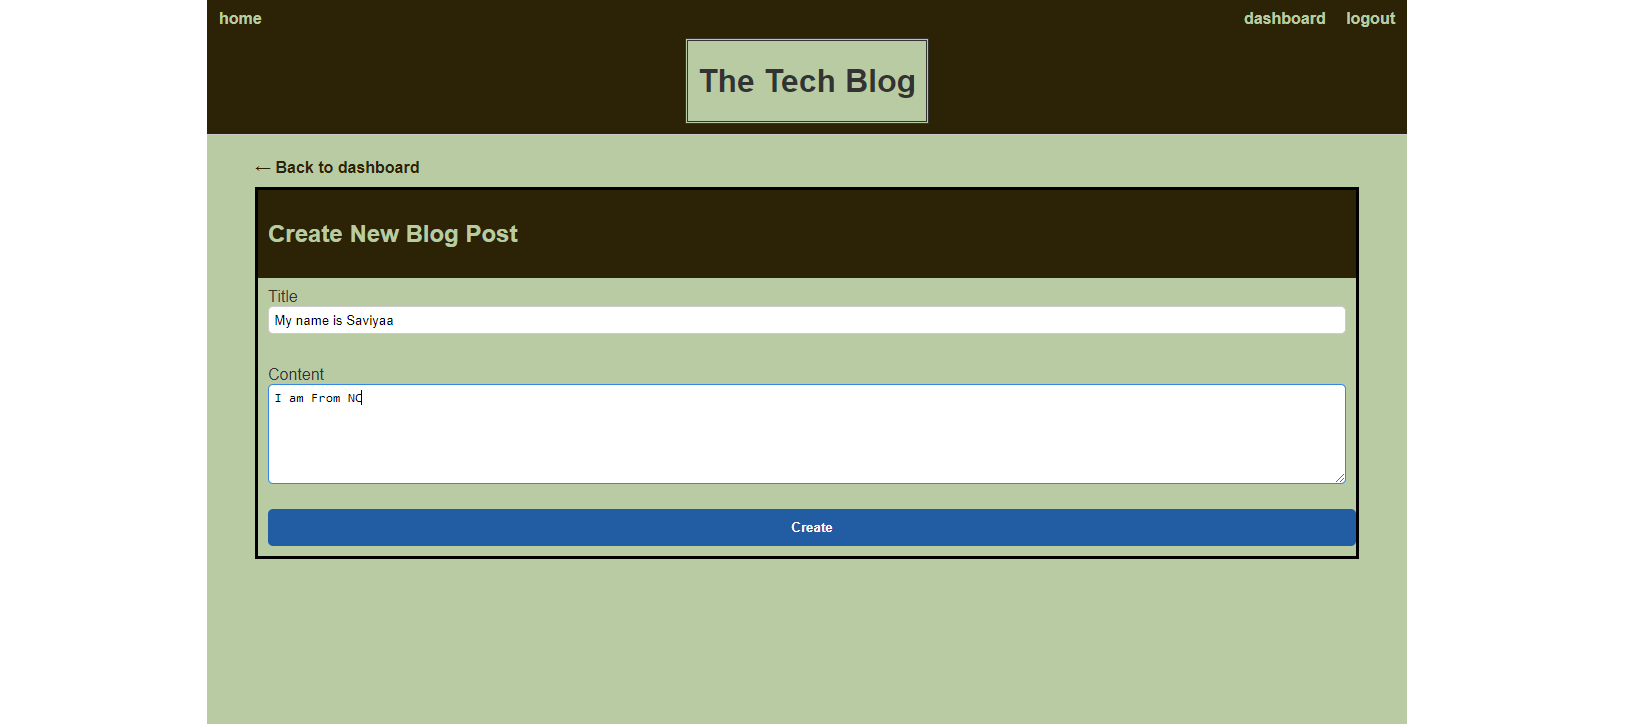 home dashboard logout
The Tech Blog
← Back to dashboard
Create New Blog Post
Title
My name is Saviyaa
Content
I am From NC
Create